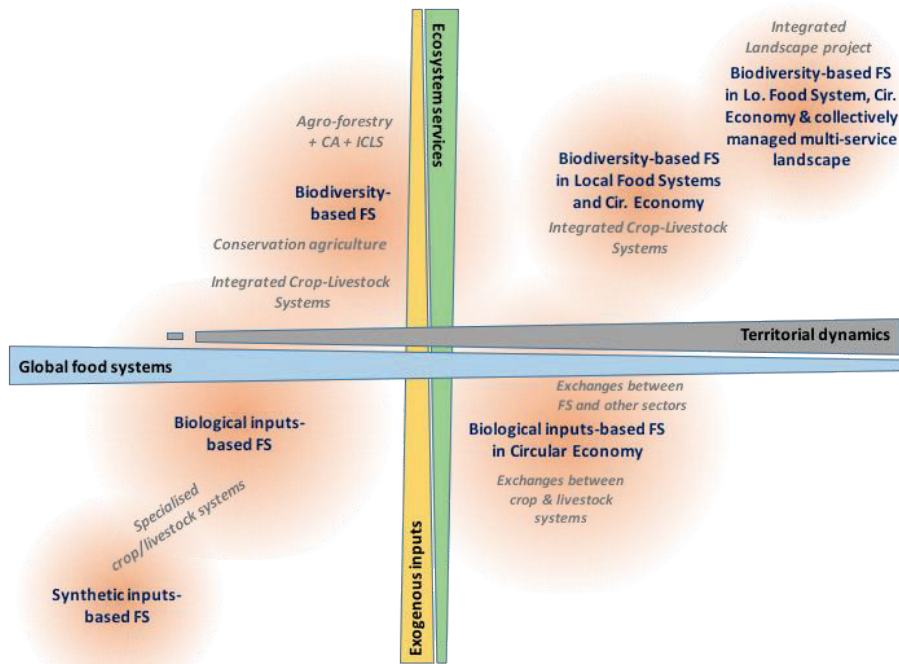 Integrated
Landscape project
Biodiversity-based FS
in Lo. Food System, Cir.
Economy & collectively
managed multi-service
landscape
Ecosystem services
Agro-forestry
+ CA + ICLS
Biodiversity-
based FS
Conservation agriculture
Integrated Crop-Livestock
Systems
Biodiversity-based FS
in Local Food Systems
and Cir. Economy
Integrated Crop-Livestock
Systems
Territorial dynamics
Global food systems
Biological inputs-
based FS
Exchanges between
FS and other sectors
Biological inputs-based FS
in Circular Economy
Exchanges between
crop & livestock
systems
Specialised
crop/livestock systems
Synthetic inputs-
based FS
Exogenous inputs